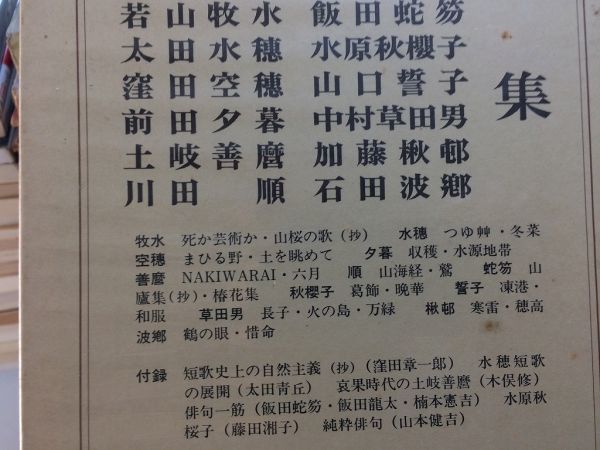 若山牧水 飯田蛇笏
太田水穂 水原秋櫻子
窪田空穂 山口誓子
前田夕暮 中村草田男
土岐善麿 加藤楸邨
川田順 石田波郷
集
牧水 死か芸術か・山桜の歌(抄) 水穂 つゆ艸・冬菜
空穂 まひる野・土を眺めて 夕暮 収穫・水源地帯
善麿 NAKIWARAI・六月 順 山海経・鷲 蛇笏 山
廬集(抄)・椿花集 秋櫻子 葛飾・晩華 誓子 凍港・
和服 草田男 長子・火の島・万緑 楸邨 寒雷・穂高
波郷 鶴の眼・惜命
付録 短歌史上の自然主義(抄)(窪田章一郎) 水穂短歌
の展開(太田青丘) 哀果時代の土岐善麿(木俣修)
俳句一筋(飯田蛇笏・飯田龍太・楠本憲吉) 水原秋
桜子(藤田湘子) 純粋俳句(山本健吉)